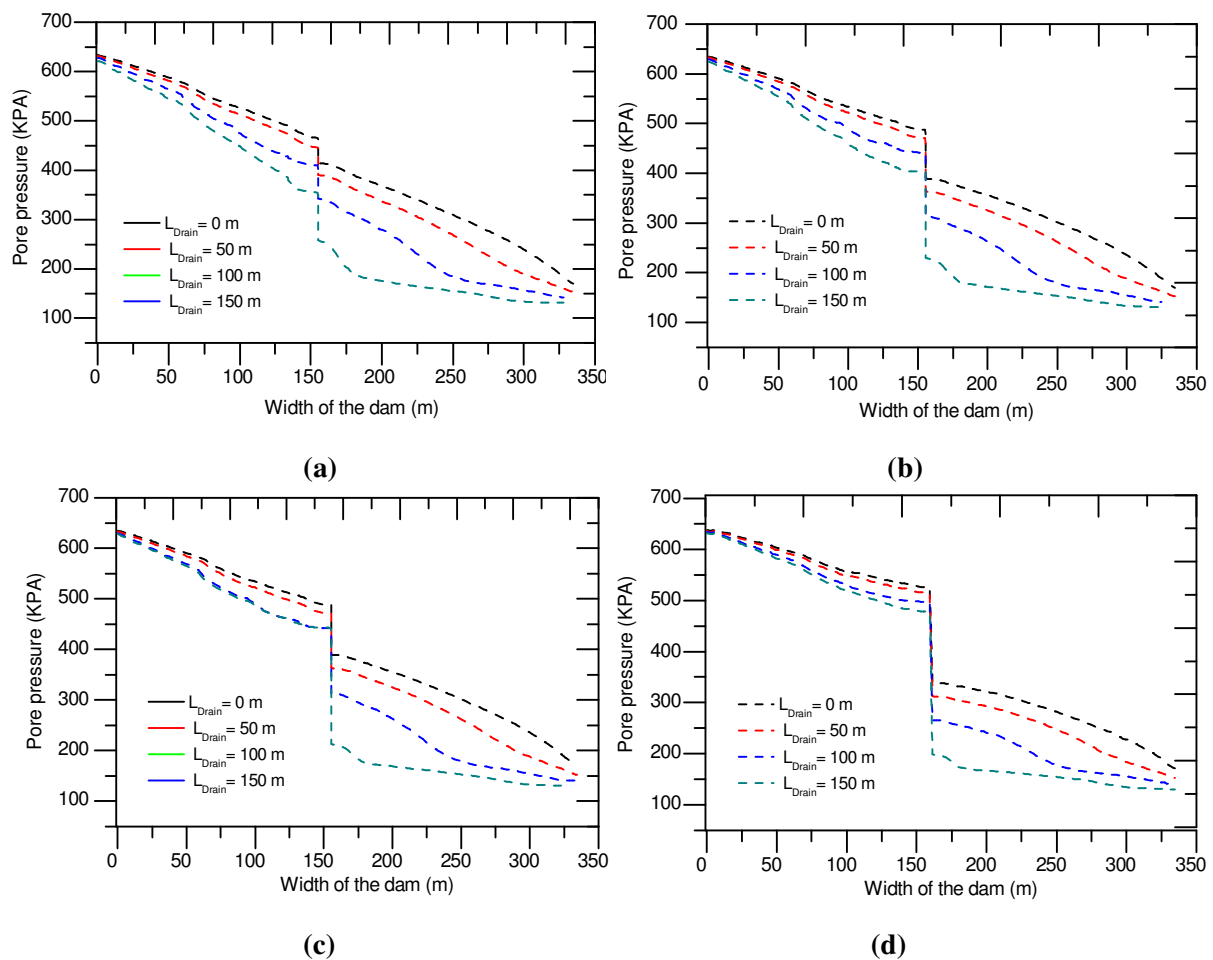 700
600
500
400
300
200
100
Pore pressure (KPA)
L_Drain= 0 m
L_Drain= 50 m
L_Drain= 100 m
L_Drain= 150 m
0 50 100 150 200 250 300 350
Width of the dam (m)
(a)
700
600
500
400
300
200
100
Pore pressure (KPA)
L_Drain= 0 m
L_Drain= 50 m
L_Drain= 100 m
L_Drain= 150 m
0 50 100 150 200 250 300 350
Width of the dam (m)
(b)
700
600
500
400
300
200
100
Pore pressure (KPA)
L_Drain= 0 m
L_Drain= 50 m
L_Drain= 100 m
L_Drain= 150 m
0 50 100 150 200 250 300 350
Width of the dam (m)
(c)
700
600
500
400
300
200
100
Pore pressure (KPA)
L_Drain= 0 m
L_Drain= 50 m
L_Drain= 100 m
L_Drain= 150 m
0 50 100 150 200 250 300 350
Width of the dam (m)
(d)